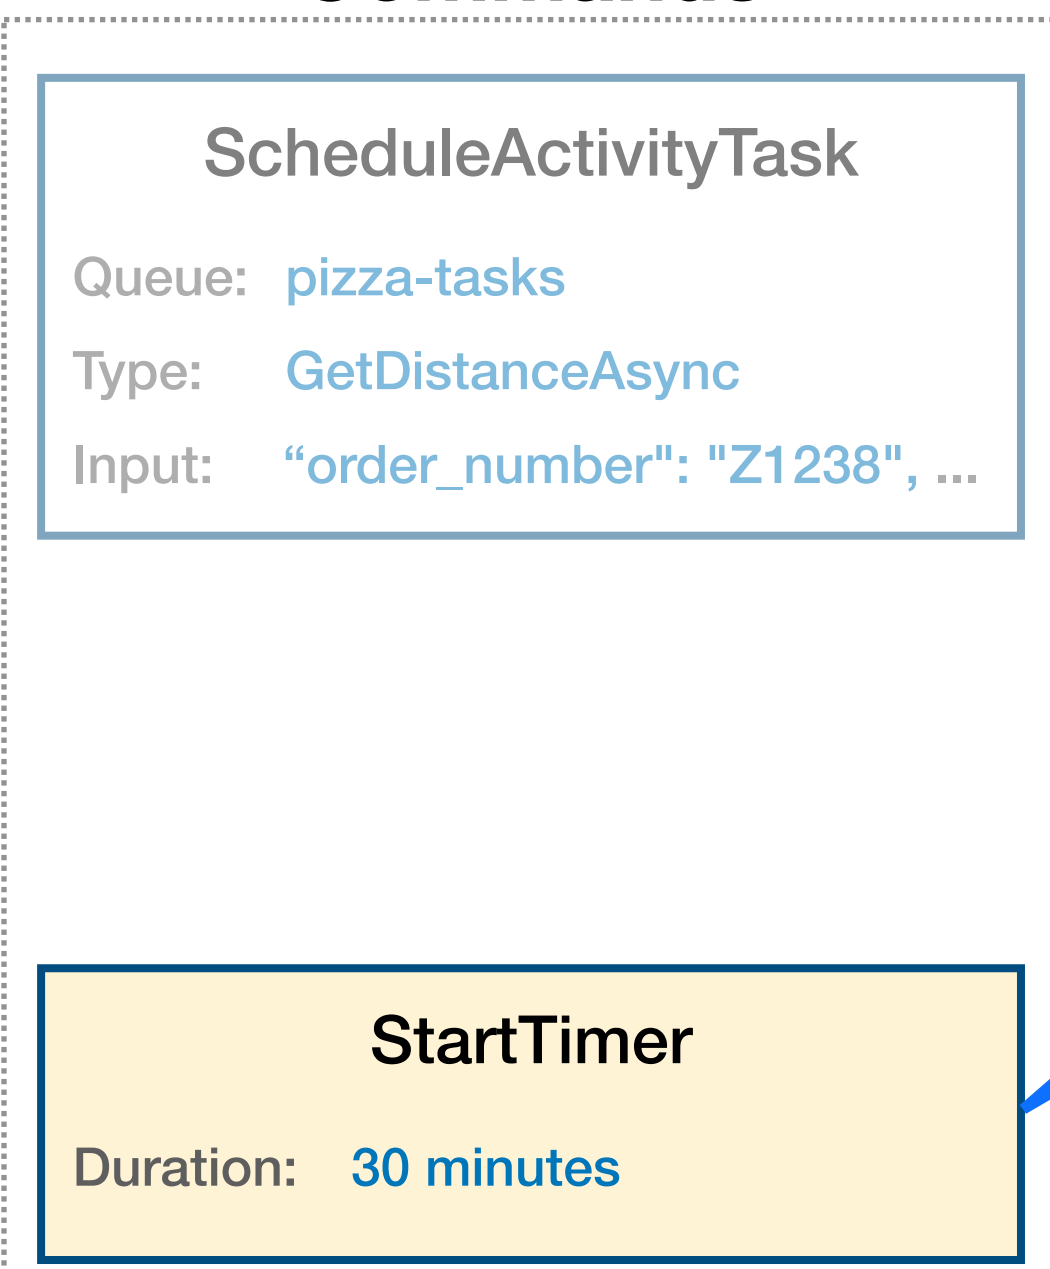 ScheduleActivityTask
Queue: pizza-tasks
Type: GetDistanceAsync
Input: “order_number": "Z1238", ...
StartTimer
Duration: 30 minutes